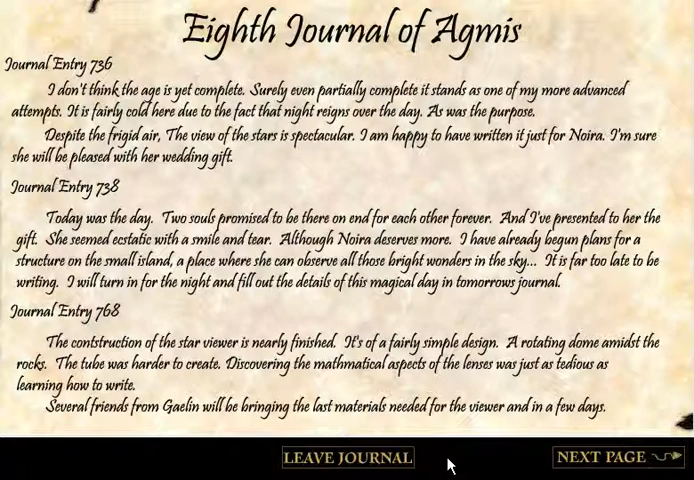 Eighth Journal of Agmis
Journal Entry 736
I don't think the age is yet complete. Surely even partially complete it stands as one of my more advanced
attempts. It is fairly cold here due to the fact that night reigns over the day. As was the purpose.
Despite the frigid air, The view of the stars is spectacular. I am happy to have written it just for Noira. I'm sure
she will be pleased with her wedding gift.
Journal Entry 738
Today was the day. Two souls promised to be there on end for each other forever. And I've presented to her the
gift. She seemed ecstatic with a smile and tear. Although Noira deserves more. I have already begun plans for a
structure on the small island, a place where she can observe all those bright wonders in the sky... It is far too late to be
writing. I will turn in for the night and fill out the details of this magical day in tomorrows journal.
Journal Entry 768
The contstruction of the star viewer is nearly finished. It's of a fairly simple design. A rotating dome amidst the
rocks. The tube was harder to create. Discovering the mathmatical aspects of the lenses was just as tedious as
learning how to write.
Several friends from Gaelin will be bringing the last materials needed for the viewer and in a few days.
LEAVE JOURNAL
NEXT PAGE